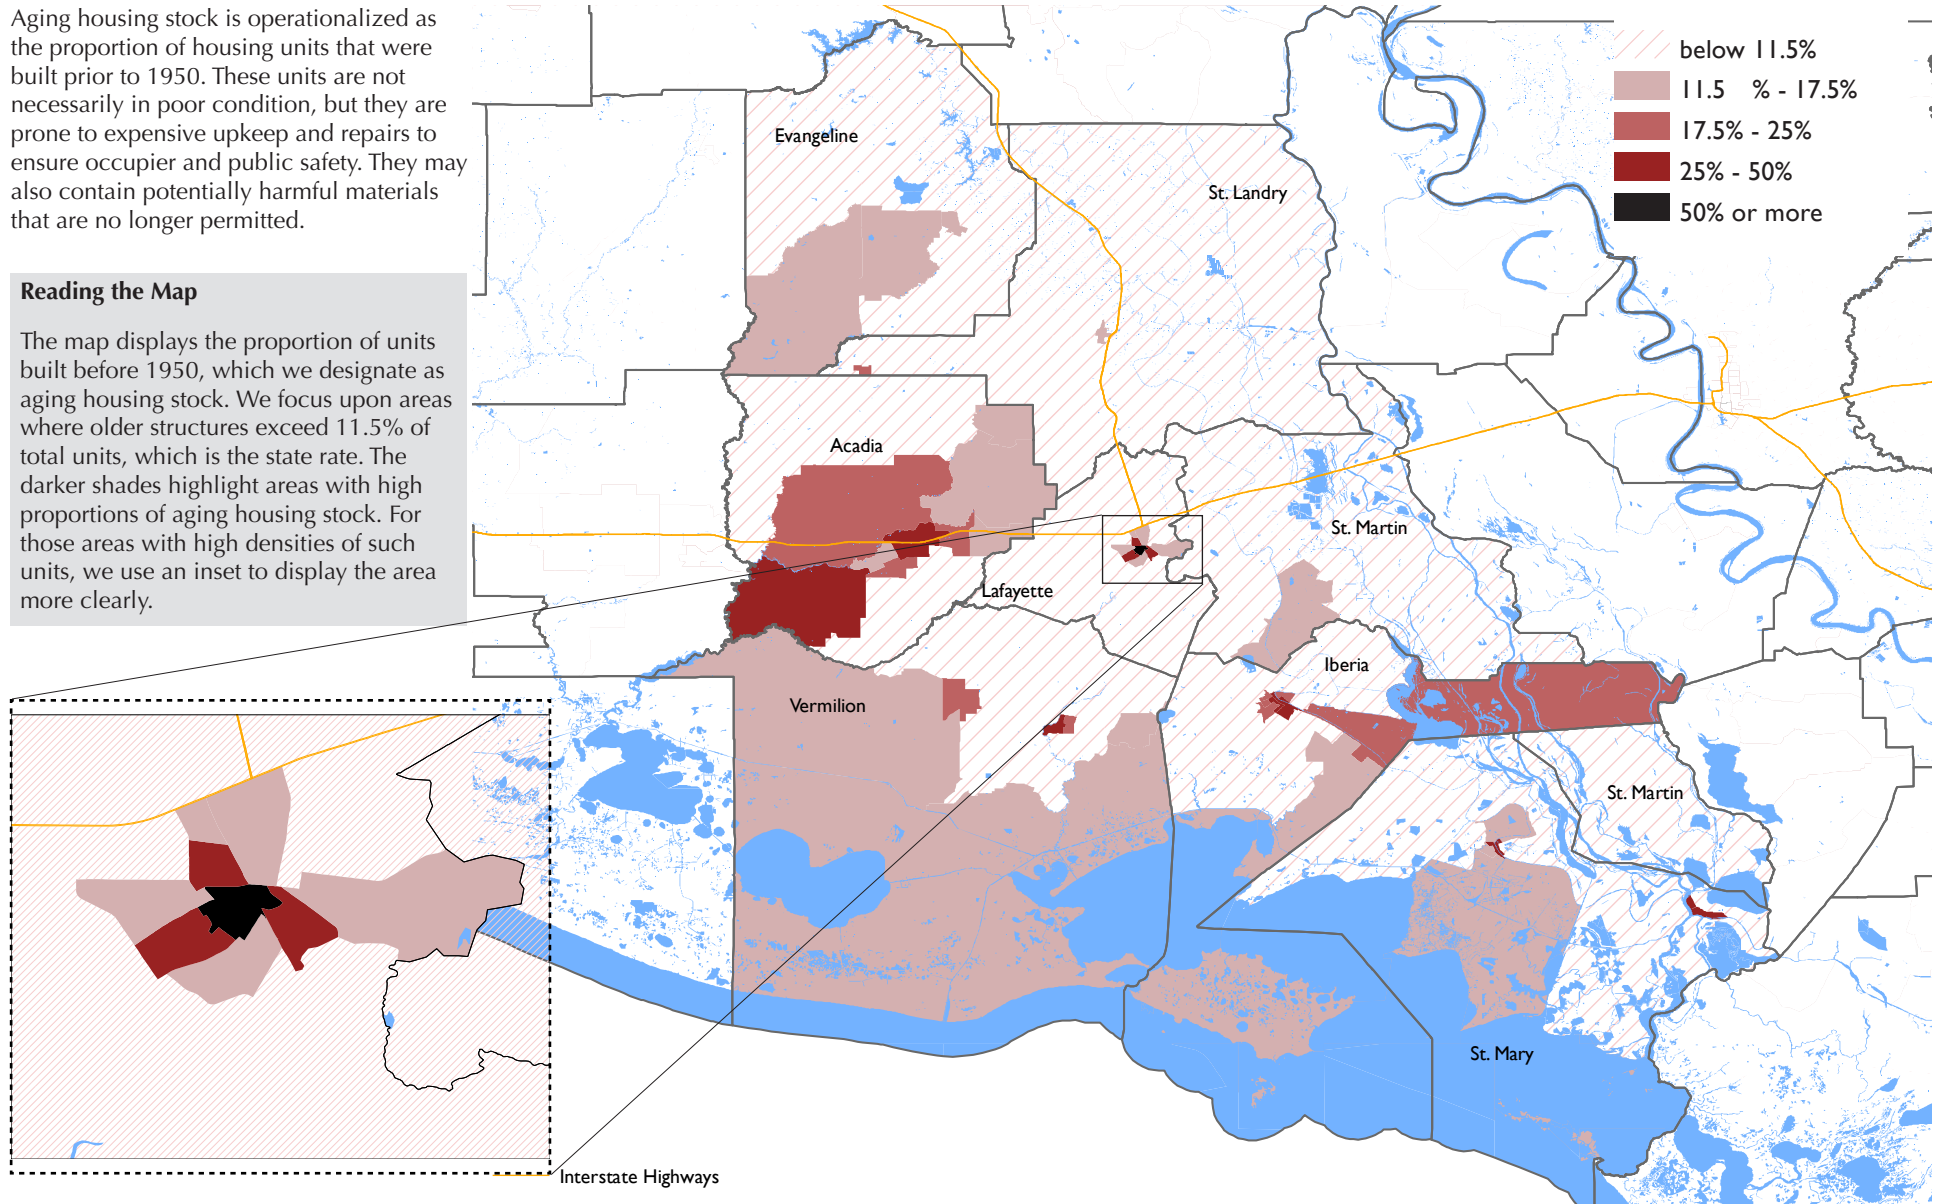 Aging housing stock is operationalized as
the proportion of housing units that were
built prior to 1950. These units are not
necessarily in poor condition, but they are
prone to expensive upkeep and repairs to
ensure occupier and public safety. They may
also contain potentially harmful materials
that are no longer permitted.
Reading the Map
The map displays the proportion of units
built before 1950, which we designate as
aging housing stock. We focus upon areas
where older structures exceed 11.5% of
total units, which is the state rate. The
darker shades highlight areas with high
proportions of aging housing stock. For
those areas with high densities of such
units, we use an inset to display the area
more clearly.
below 11.5%
11.5 % - 17.5%
17.5% - 25%
25% - 50%
50% or more
Evangeline
St. Landry
Acadia
St. Martin
Lafayette
Iberia
Vermilion
St. Martin
St. Mary
Interstate Highways